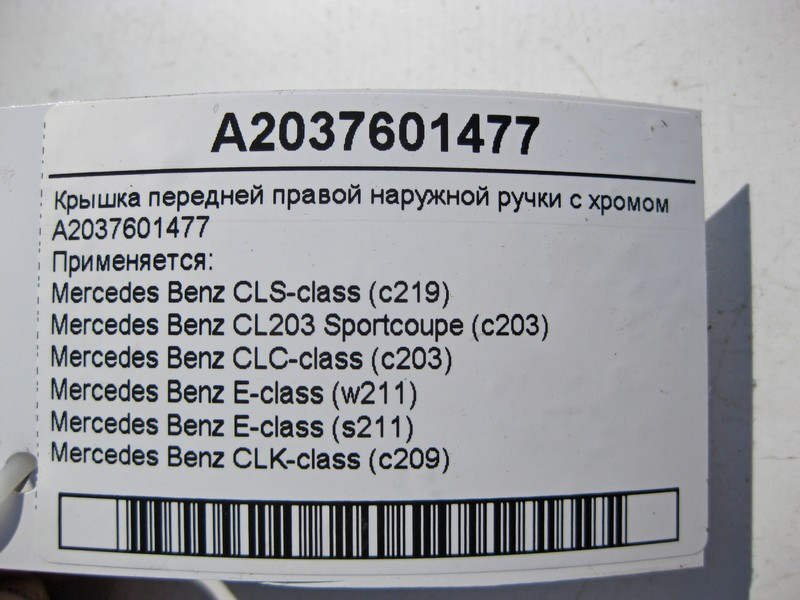 A2037601477
Крышка передней правой наружной ручки с хромом
A2037601477
Применяется:
Mercedes Benz CLS-class (c219)
Mercedes Benz CL203 Sportcoupe (c203)
Mercedes Benz CLC-class (c203)
Mercedes Benz E-class (w211)
Mercedes Benz E-class (s211)
Mercedes Benz CLK-class (c209)